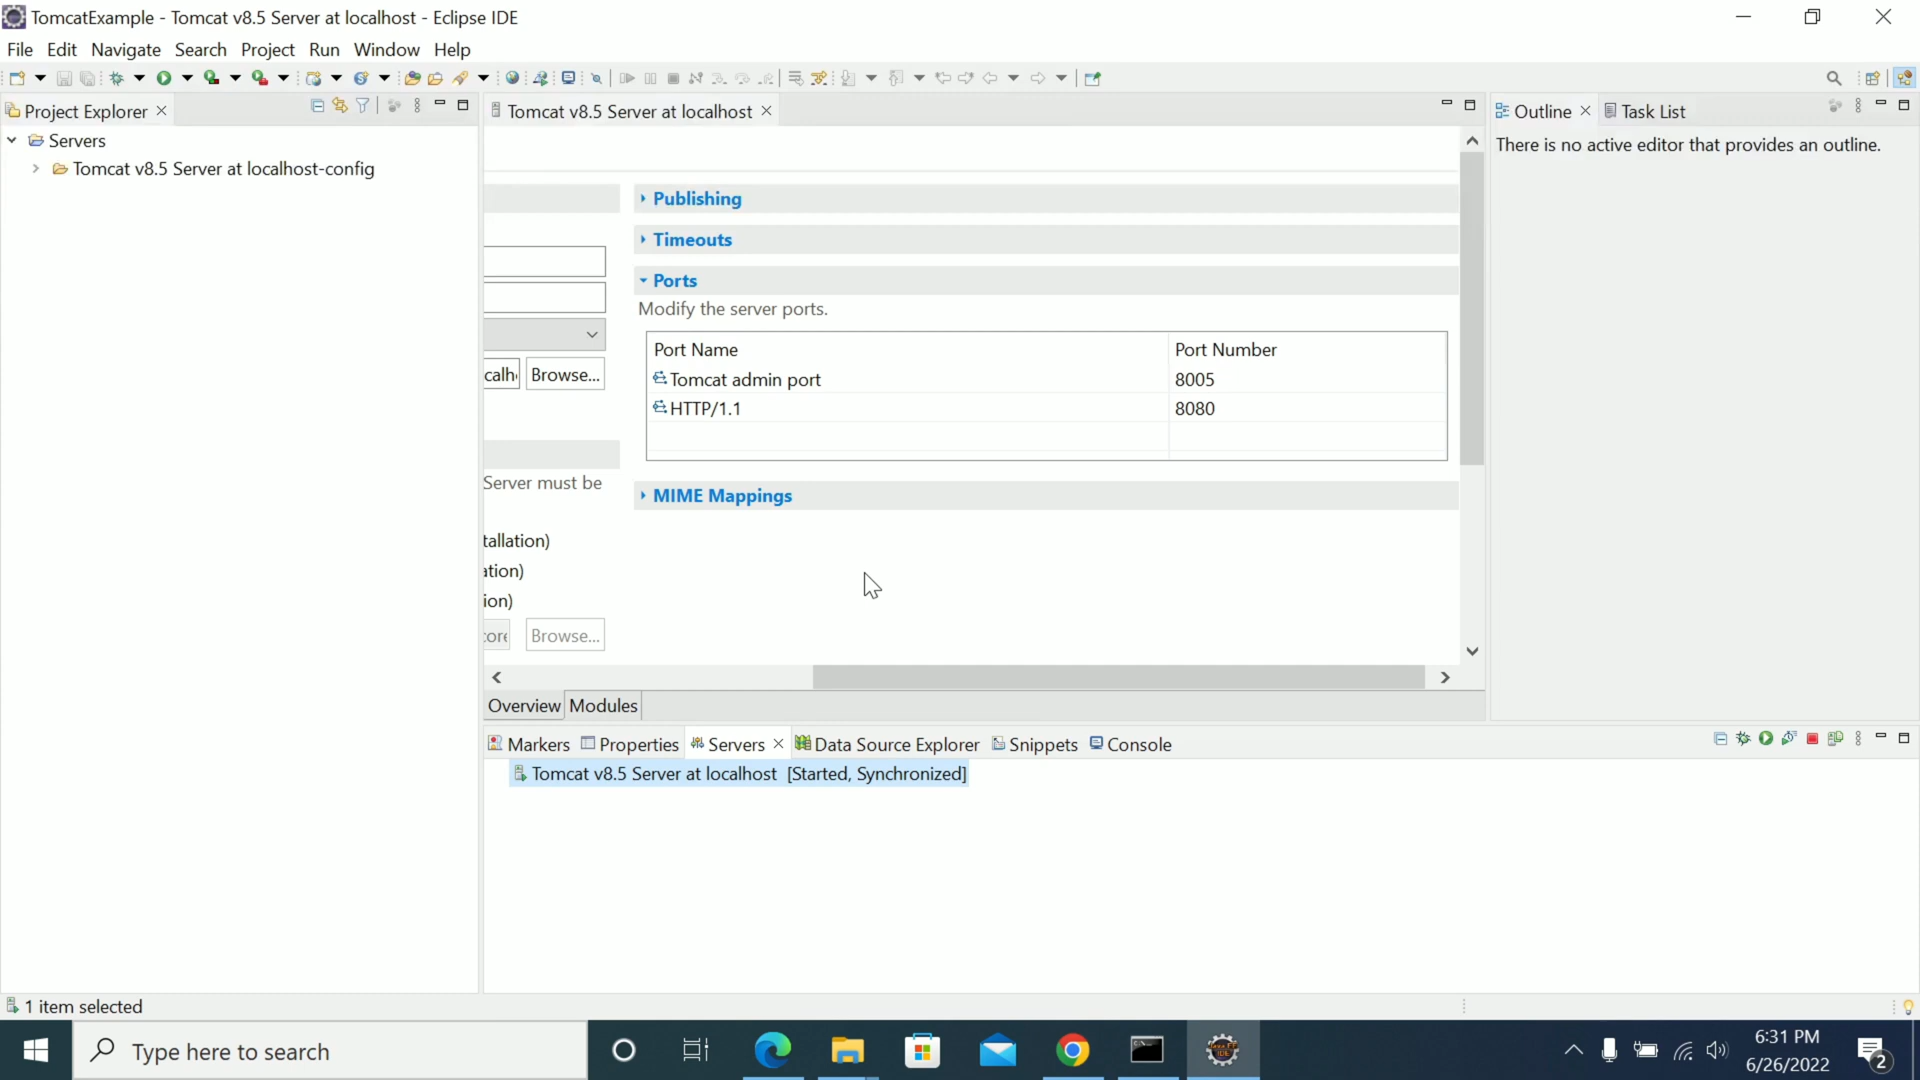 TomcatExample - Tomcat v8.5 Server at localhost - Eclipse IDE
File Edit Navigate Search Project Run Window Help
Project Explorer
Servers
Tomcat v8.5 Server at localhost-config
Tomcat v8.5 Server at localhost
calh
Browse...
Server must be
tallation)
ation)
ion)
Browse...
Publishing
Timeouts
Ports
Modify the server ports.
Port Name Port Number
Tomcat admin port 8005
HTTP/1.1 8080
MIME Mappings
Overview Modules
Outline Task List
There is no active editor that provides an outline.
Markers Properties Servers Data Source Explorer Snippets Console
Tomcat v8.5 Server at localhost [Started, Synchronized]
1 item selected
Type here to search
6:31 PM
6/26/2022
2